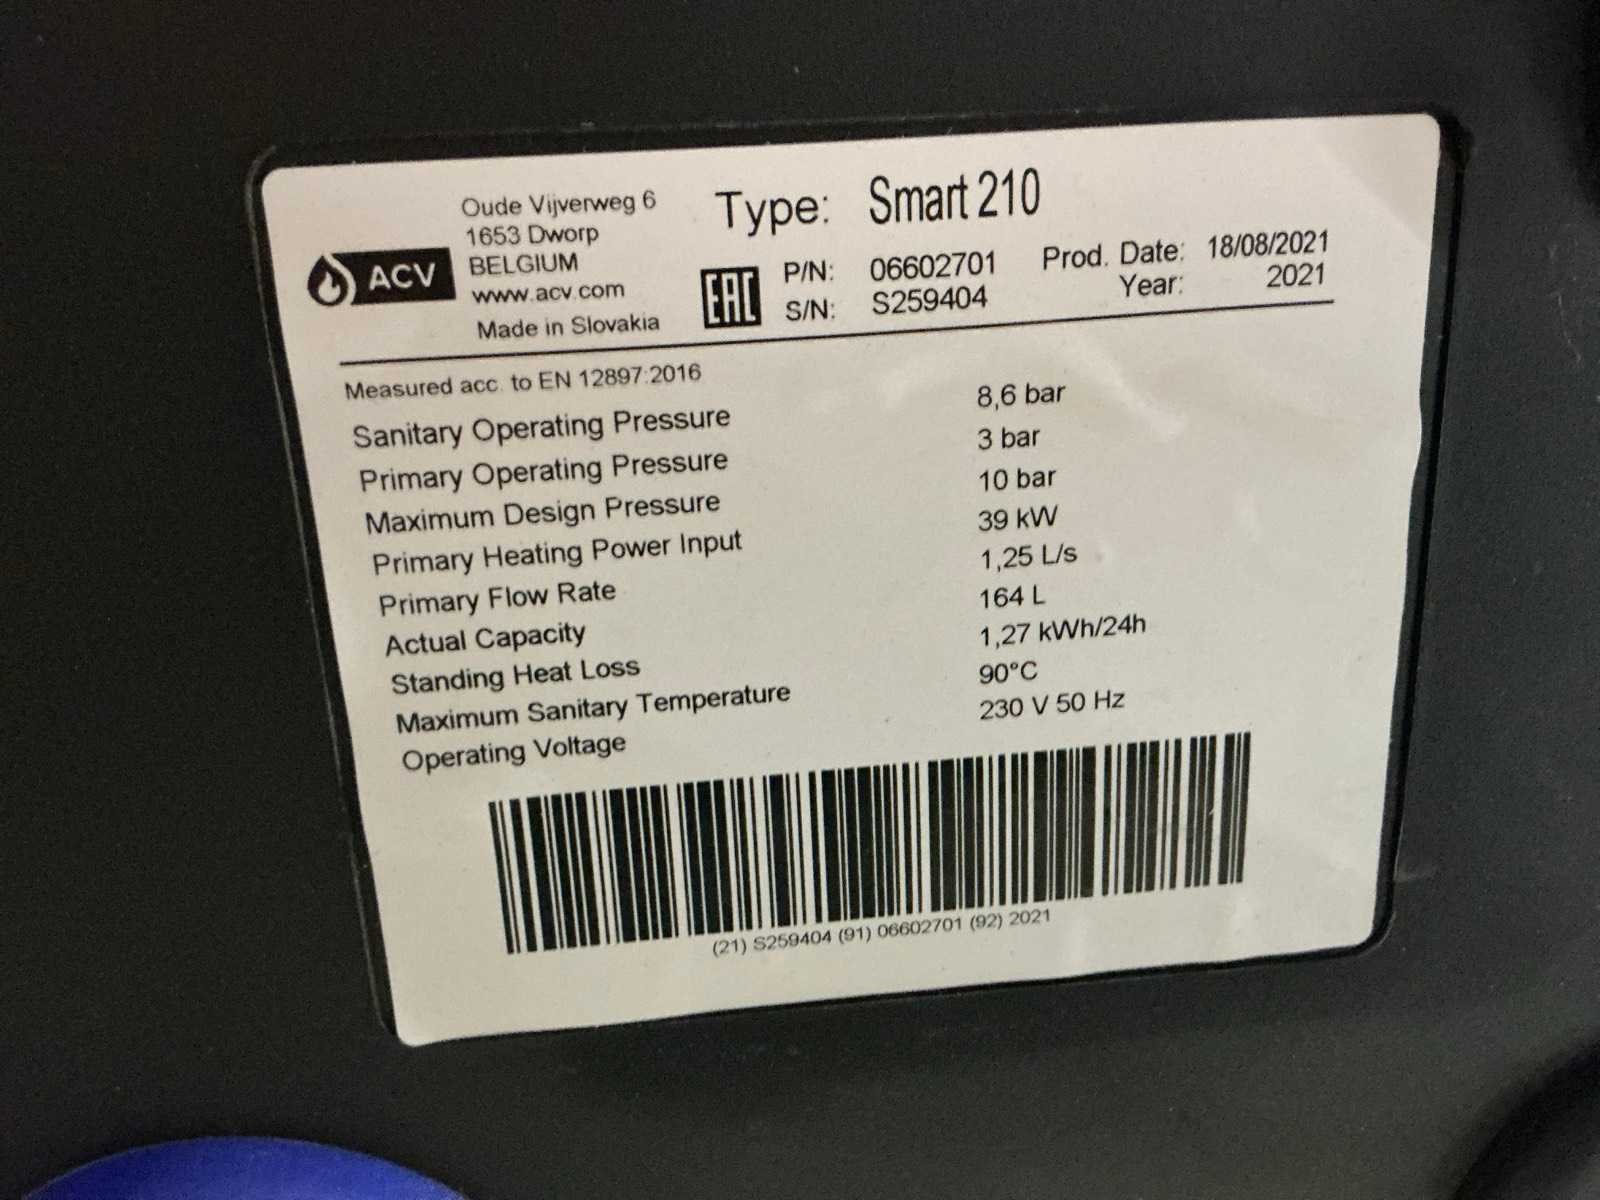 ACV
Oude Vijverweg 6
1653 Dworp
BELGIUM
www.acv.com
Made in Slovakia
EAC
Type: Smart 210
P/N: 06602701 Prod. Date: 18/08/2021
S/N: S259404 Year: 2021
Measured acc. to EN 12897:2016
Sanitary Operating Pressure 8,6 bar
Primary Operating Pressure 3 bar
Maximum Design Pressure 10 bar
Primary Heating Power Input 39 kW
Primary Flow Rate 1,25 L/s
Actual Capacity 164 L
Standing Heat Loss 1,27 kWh/24h
Maximum Sanitary Temperature 90°C
Operating Voltage 230 V 50 Hz
(21) S259404 (91) 06602701 (92) 2021